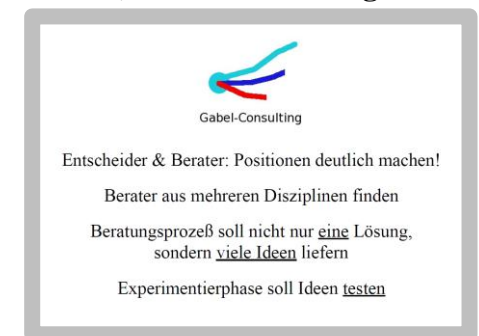 Gabel-Consulting
Entscheider & Berater: Positionen deutlich machen!
Berater aus mehreren Disziplinen finden
Beratungsprozeß soll nicht nur eine Lösung,
sondern viele Ideen liefern
Experimentierphase soll Ideen testen